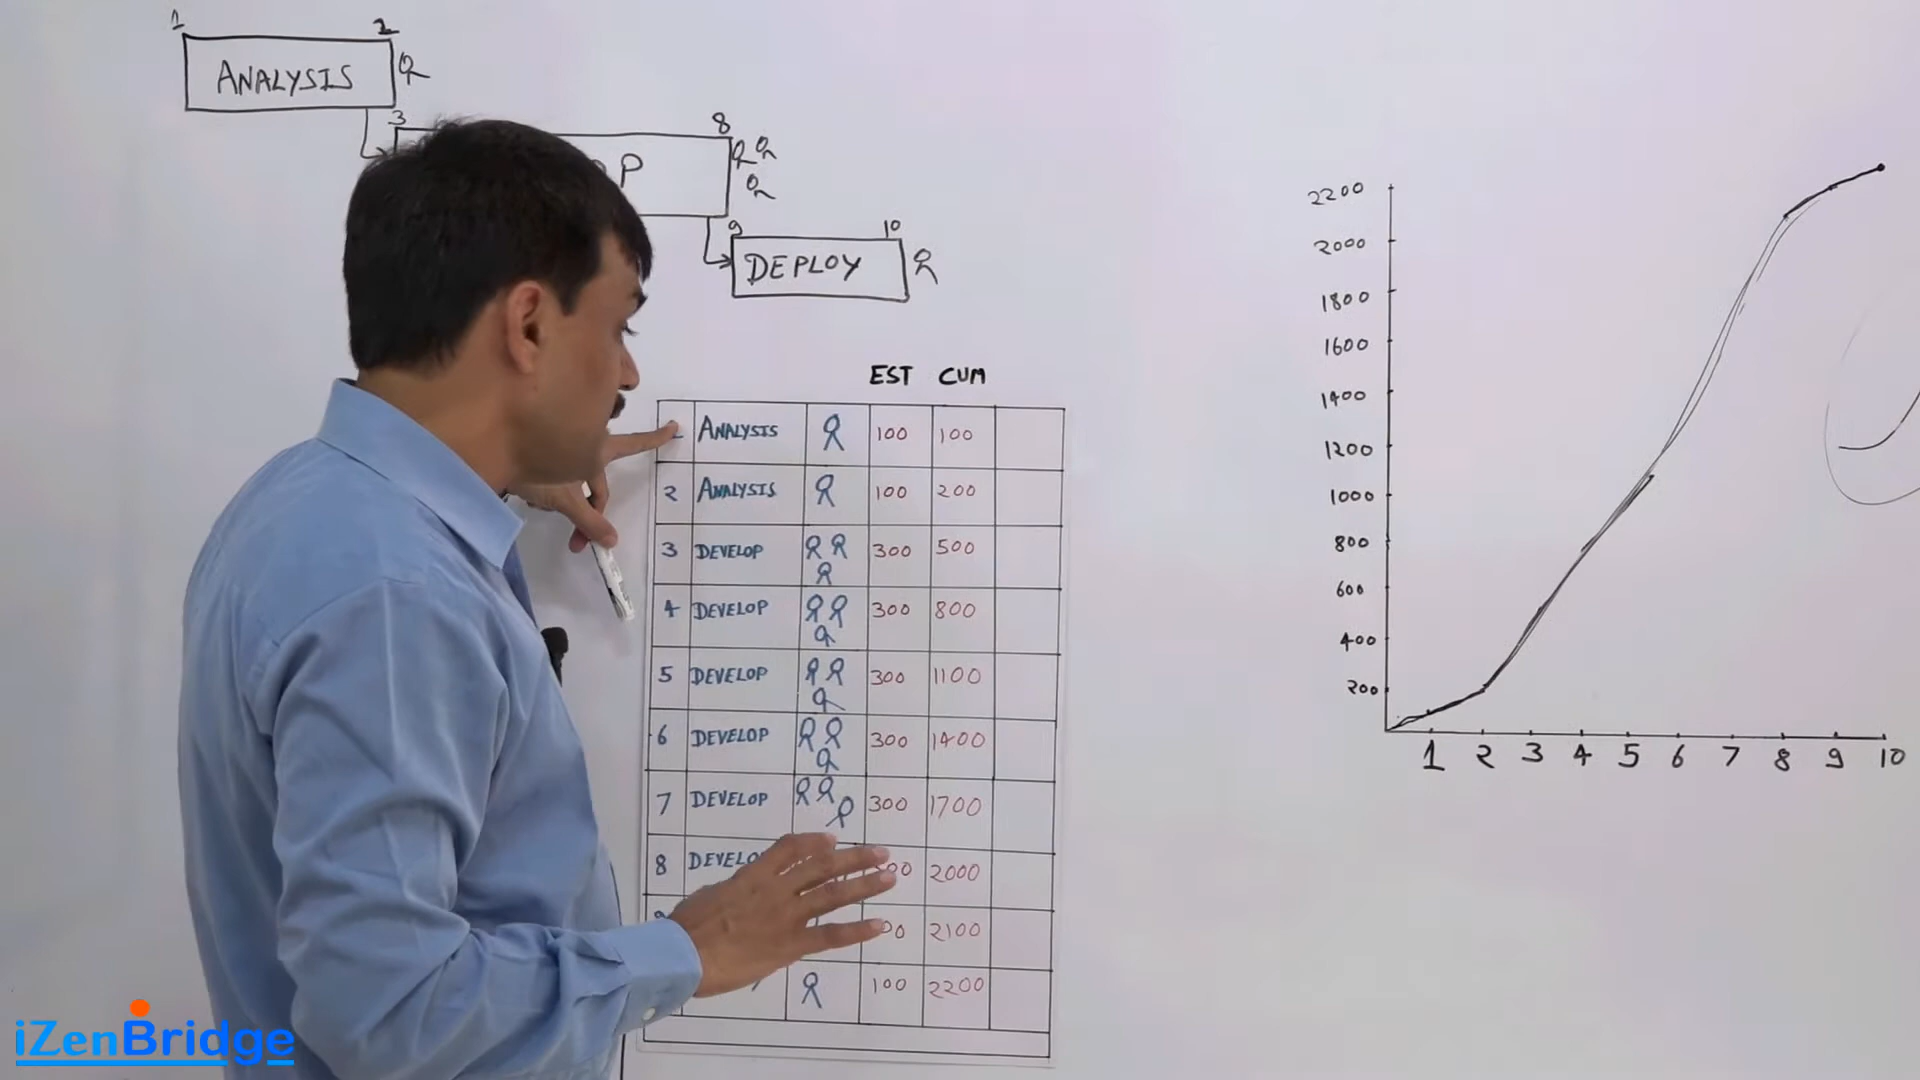 1 2
ANALYSIS
3 8
P
9 10
DEPLOY
EST CUM
ANALYSIS 100 100
2 ANALYSIS 100 200
3 DEVELOP 300 500
4 DEVELOP 300 800
5 DEVELOP 300 1100
6 DEVELOP 300 1400
7 DEVELOP 300 1700
8 2000
2100
100 2200
2200
2000
1800
1600
1400
1200
1000
800
600
400
200
1 2 3 4 5 6 7 8 9 10
iZenBridge